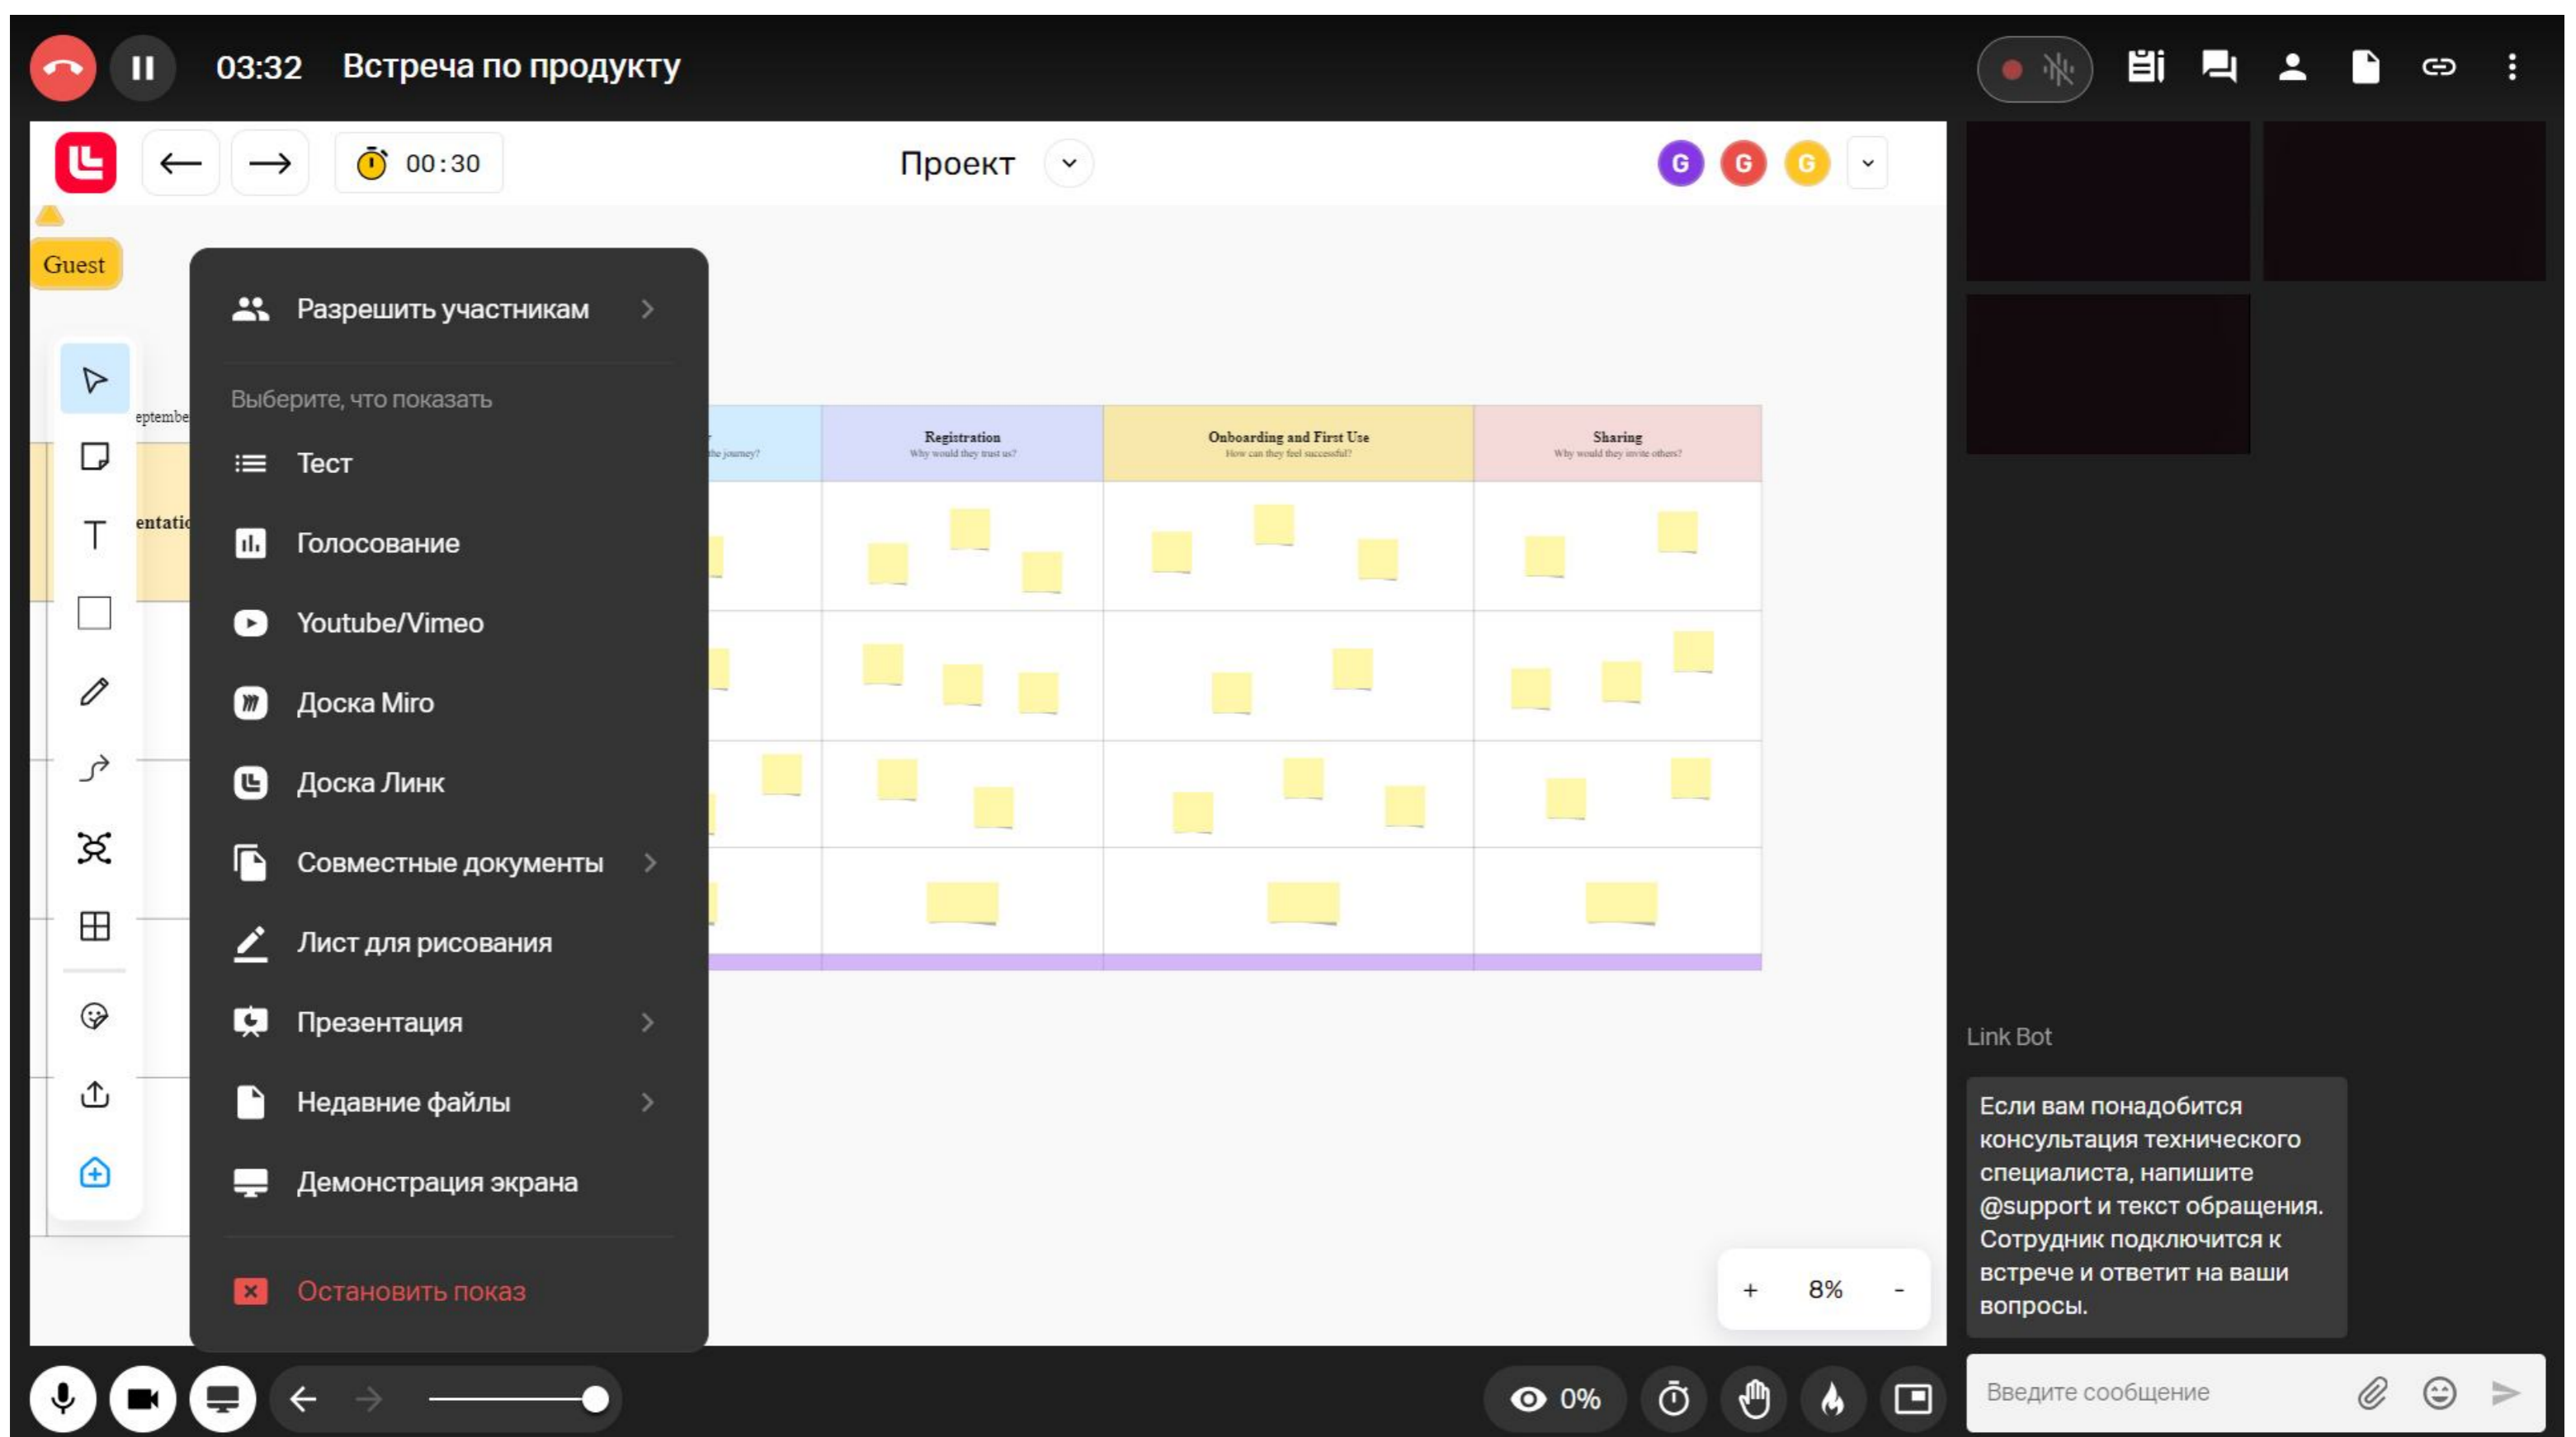 03:32 Встреча по продукту
00:30
Проект
G G G
Guest
Разрешить участникам
Выберите, что показать
Тест
Голосование
Youtube/Vimeo
Доска Miro
Доска Линк
Совместные документы
Лист для рисования
Презентация
Недавние файлы
Демонстрация экрана
Остановить показ
the journey?
Registration
Why would they trust us?
Onboarding and First Use
How can they feel successful?
Sharing
Why would they invite others?
+ 8% -
0%
Link Bot
Если вам понадобится
консультация технического
специалиста, напишите
@support и текст обращения.
Сотрудник подключится к
встрече и ответит на ваши
вопросы.
Введите сообщение